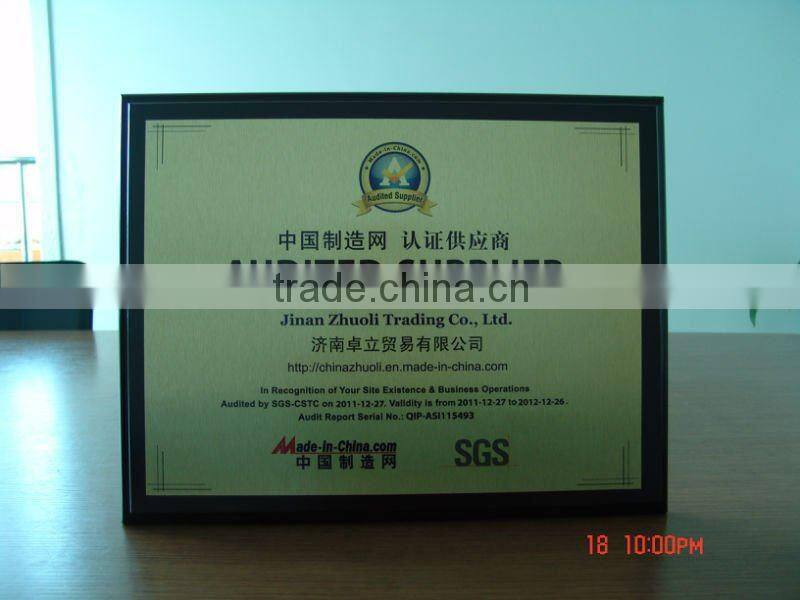 Made-in-China.com
Audited Supplier
中国制造网 认证供应商
AUDITED SUPPLIER
trade.china.cn
Jinan Zhuoli Trading Co., Ltd.
济南卓立贸易有限公司
http://chinazhuoli.en.made-in-china.com
In Recognition of Your Site Existence & Business Operations
Audited by SGS-CSTC on 2011-12-27. Validity is from 2011-12-27 to 2012-12-26.
Audit Report Serial No.: QIP-ASI115493
Made-in-China.com
中国制造网
SGS
18 10:00PM